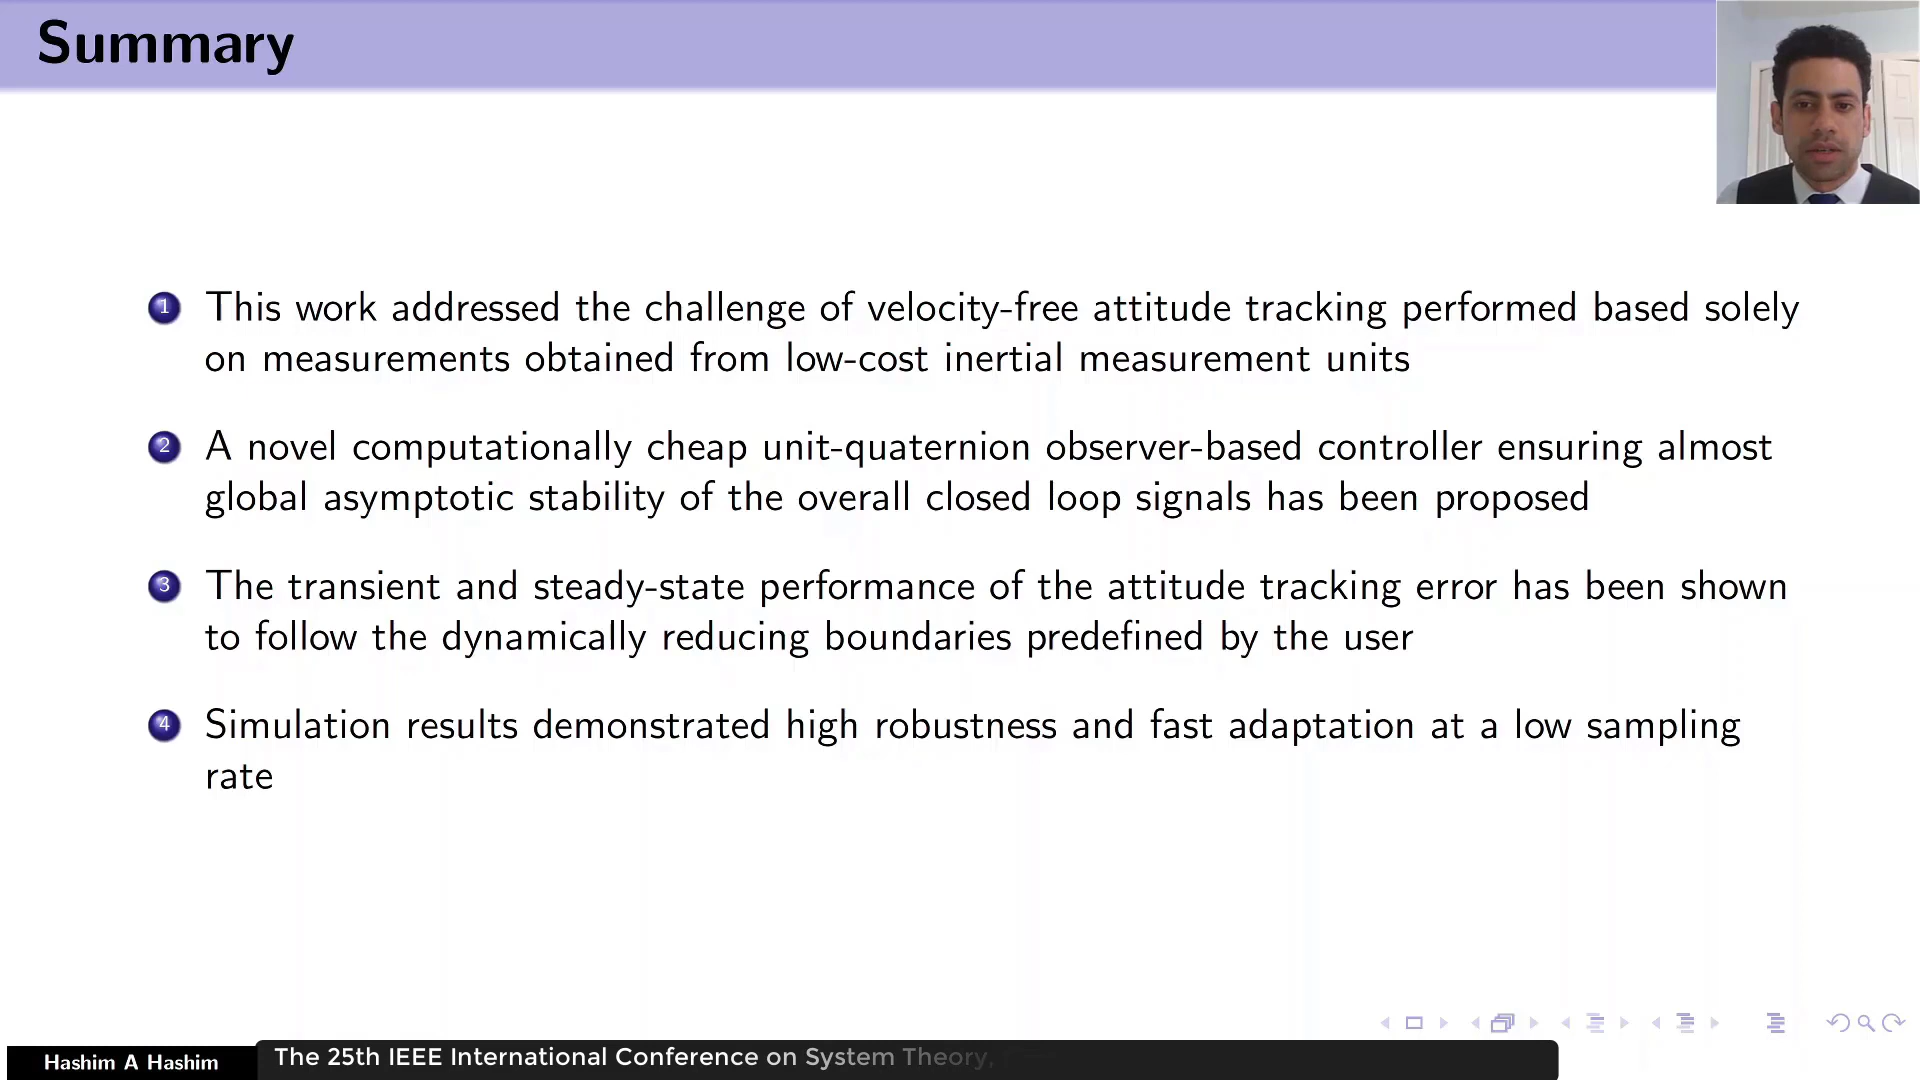 Summary
1 This work addressed the challenge of velocity-free attitude tracking performed based solely
on measurements obtained from low-cost inertial measurement units
2 A novel computationally cheap unit-quaternion observer-based controller ensuring almost
global asymptotic stability of the overall closed loop signals has been proposed
3 The transient and steady-state performance of the attitude tracking error has been shown
to follow the dynamically reducing boundaries predefined by the user
4 Simulation results demonstrated high robustness and fast adaptation at a low sampling
rate
Hashim A Hashim
The 25th IEEE International Conference on System Theory,